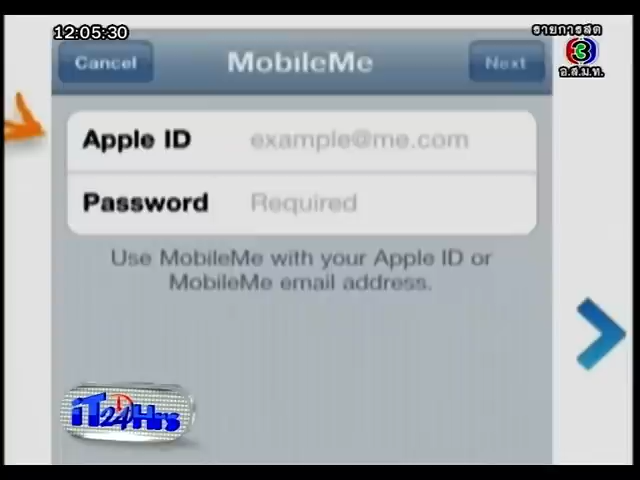 12:05:30
รายการสด
3
อ.ส.ม.ท.
Cancel
MobileMe
Next
Apple ID
example@me.com
Password
Required
Use MobileMe with your Apple ID or
MobileMe email address.
iT24Hrs